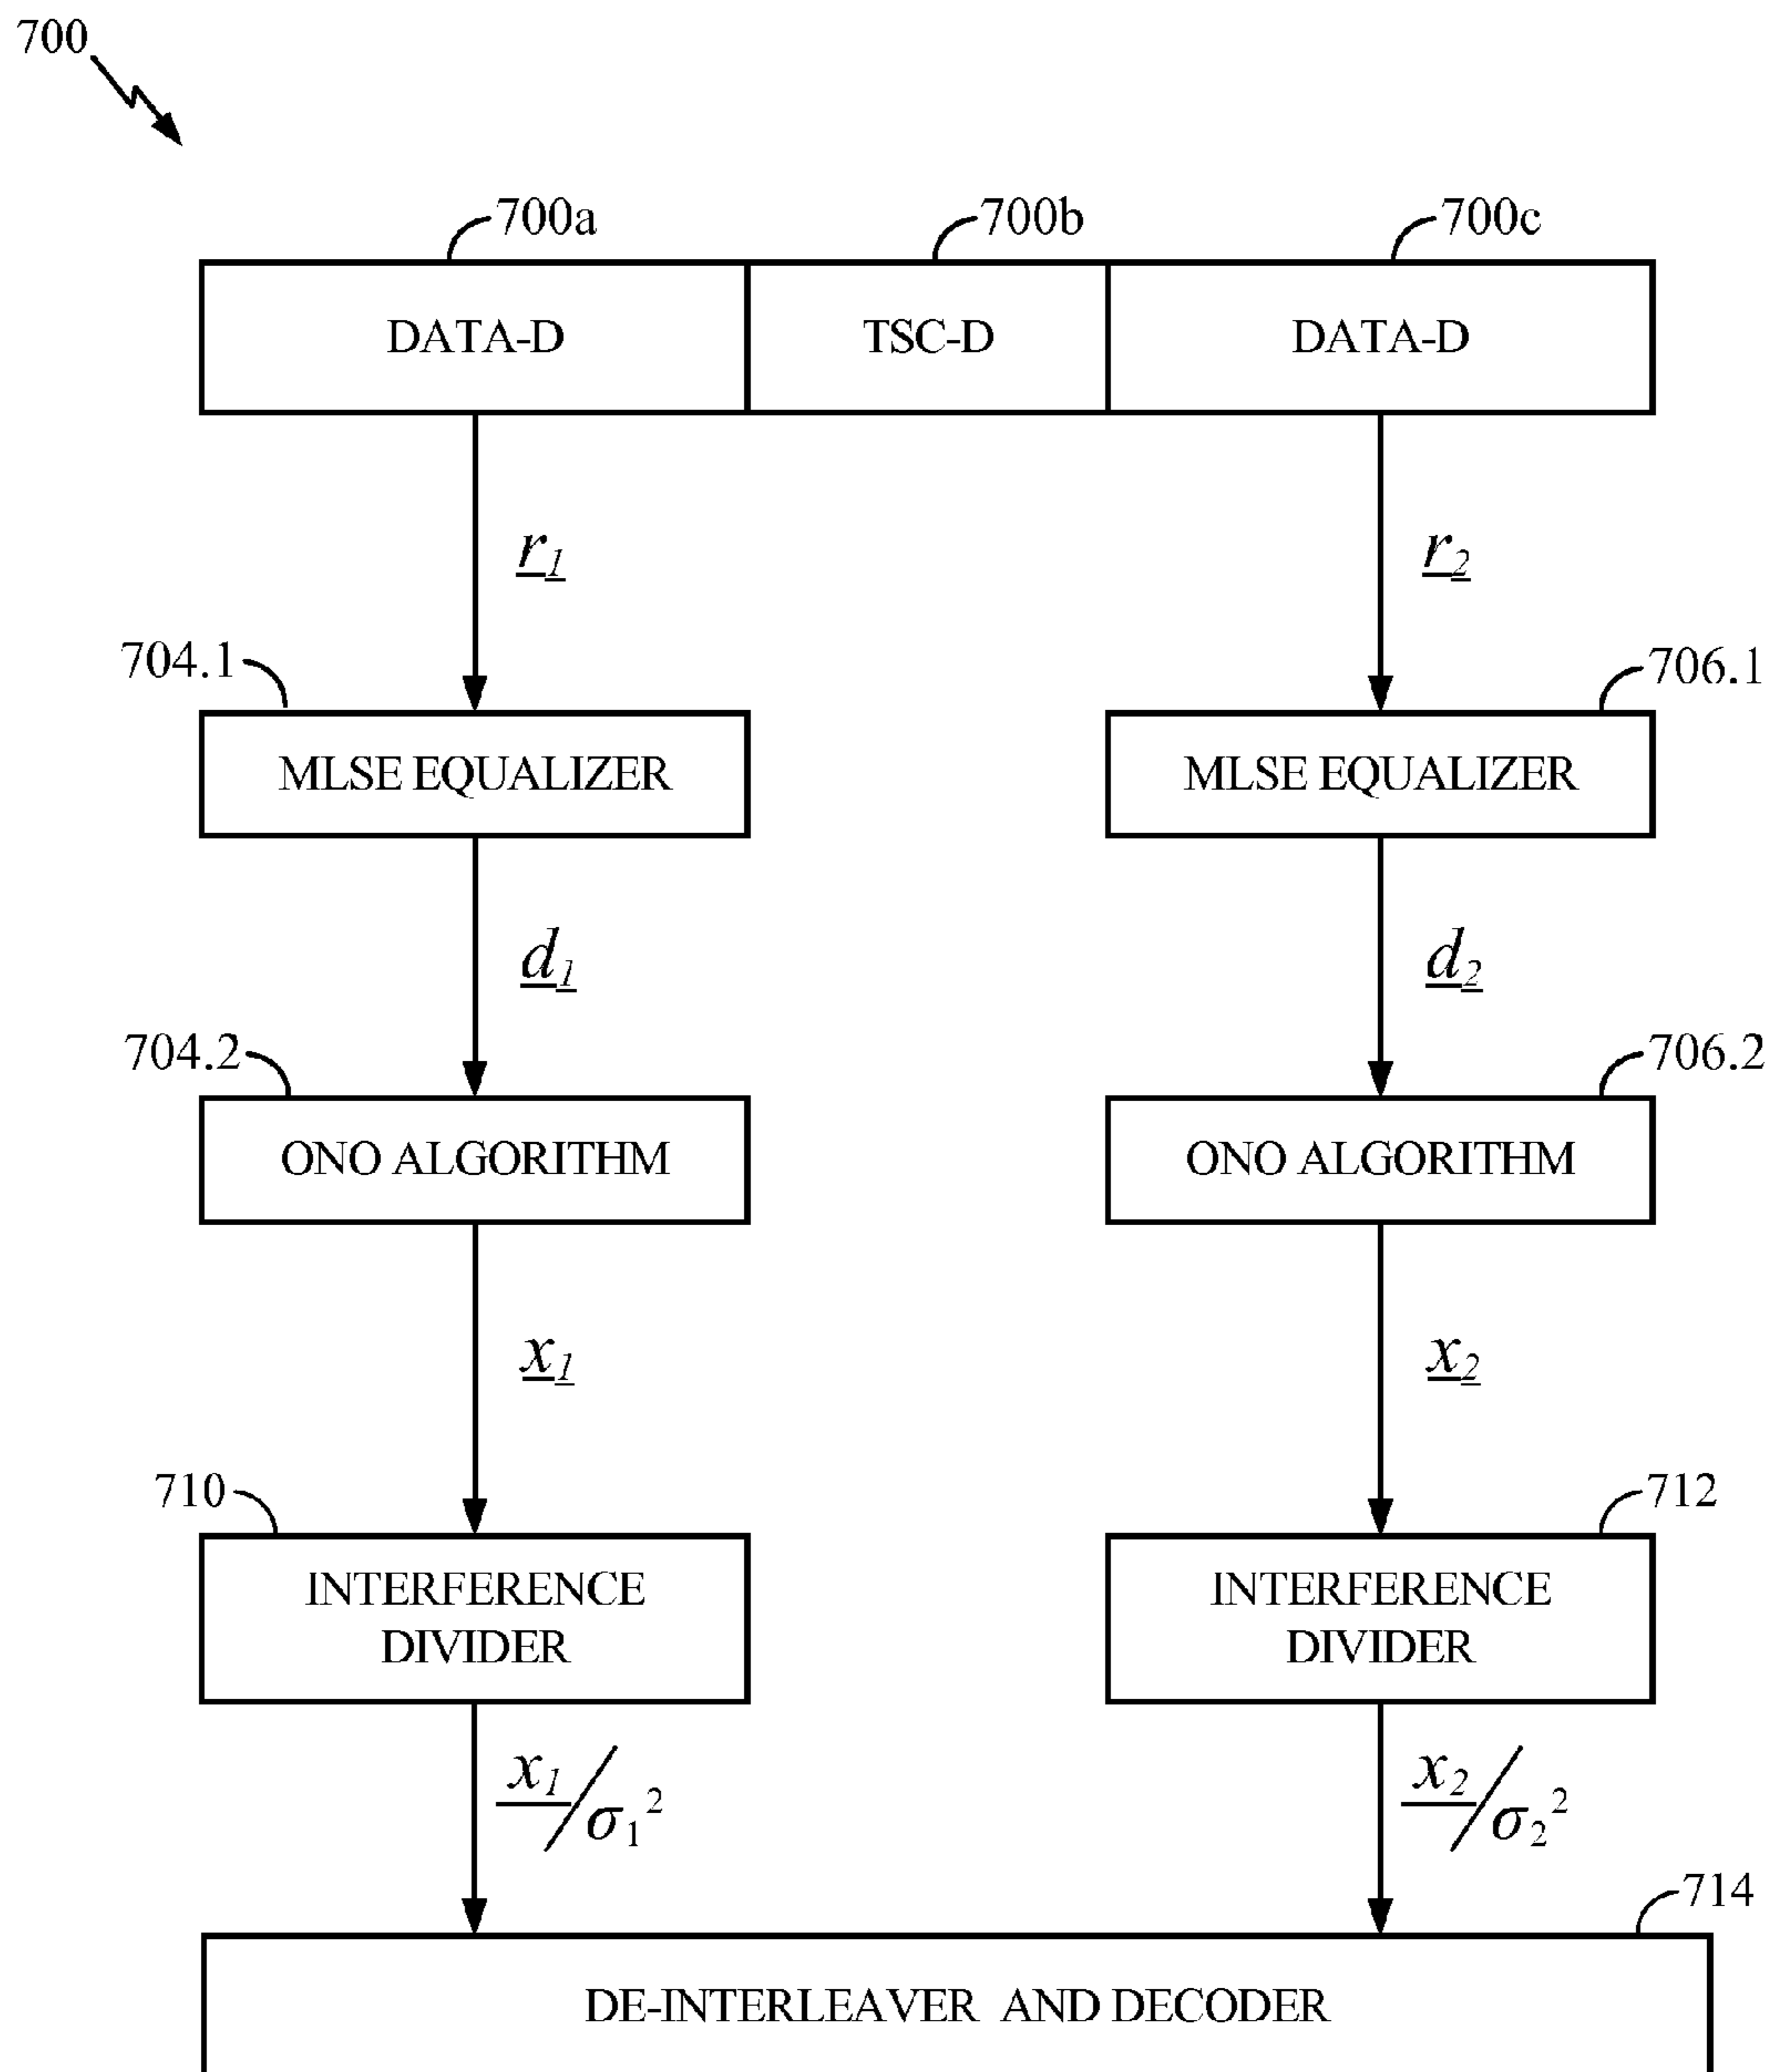 700
700a 700b 700c
DATA-D TSC-D DATA-D
r1 r2
704.1 706.1
MLSE EQUALIZER MLSE EQUALIZER
d1 d2
704.2 706.2
ONO ALGORITHM ONO ALGORITHM
x1 x2
710 712
INTERFERENCE DIVIDER INTERFERENCE DIVIDER
x1/σ1² x2/σ2²
714
DE-INTERLEAVER AND DECODER